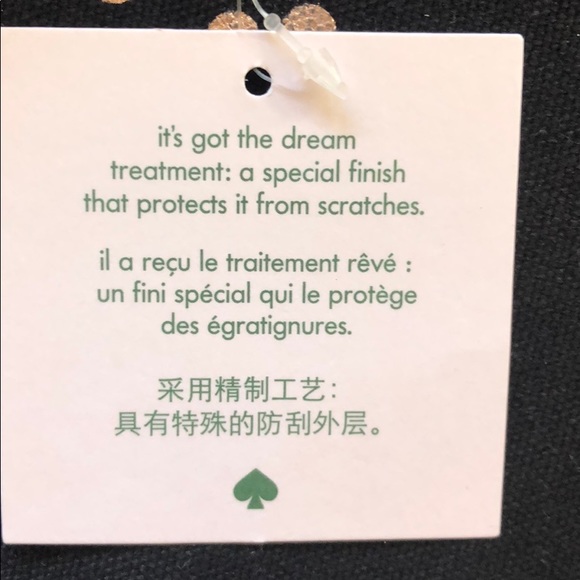 it's got the dream
treatment: a special finish
that protects it from scratches.
il a reçu le traitement rêvé :
un fini spécial qui le protège
des égratignures.
采用精制工艺：
具有特殊的防刮外层。